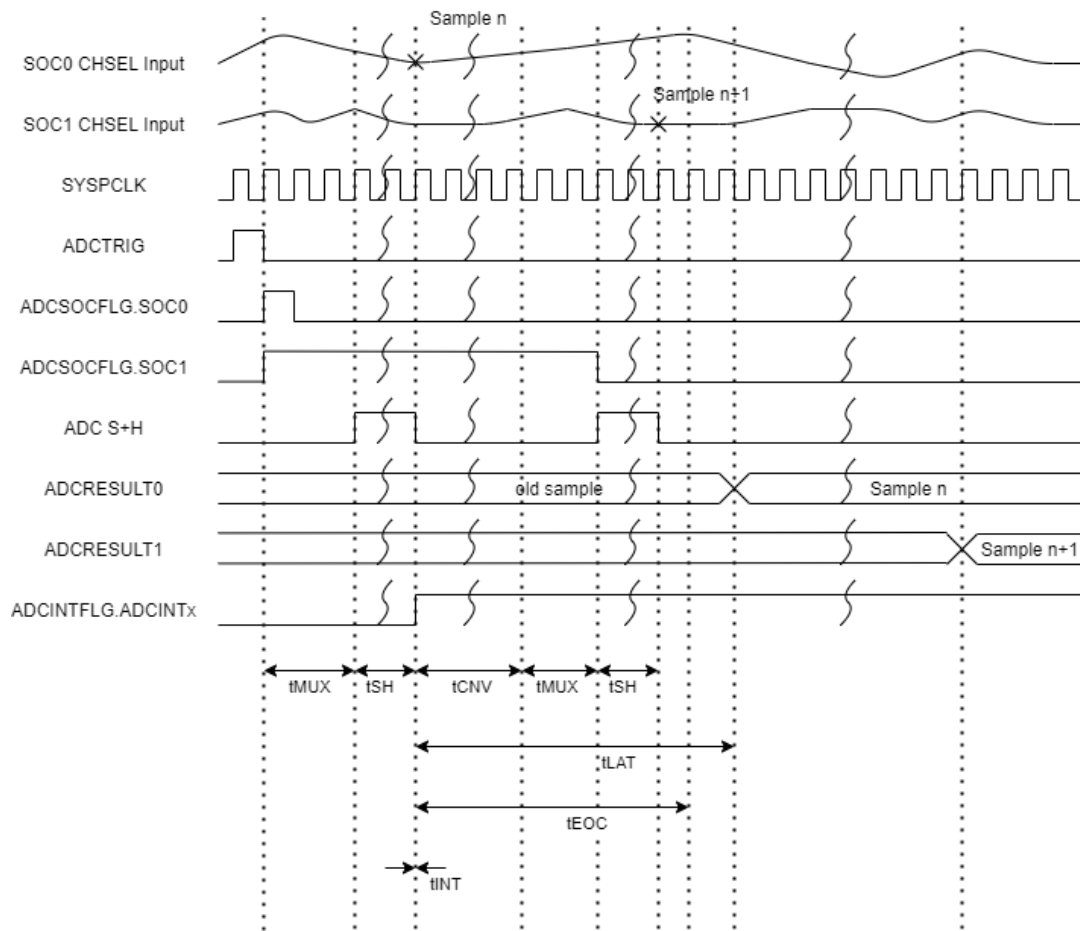 Sample n
SOC0 CHSEL Input
Sample n+1
SOC1 CHSEL Input
SYSPCLK
ADCTRIG
ADCSOCFLG.SOC0
ADCSOCFLG.SOC1
ADC S+H
ADCRESULT0
old sample
Sample n
ADCRESULT1
Sample n+1
ADCINTFLG.ADCINTx
tMUX
tSH
tCNV
tMUX
tSH
tLAT
tEOC
tINT